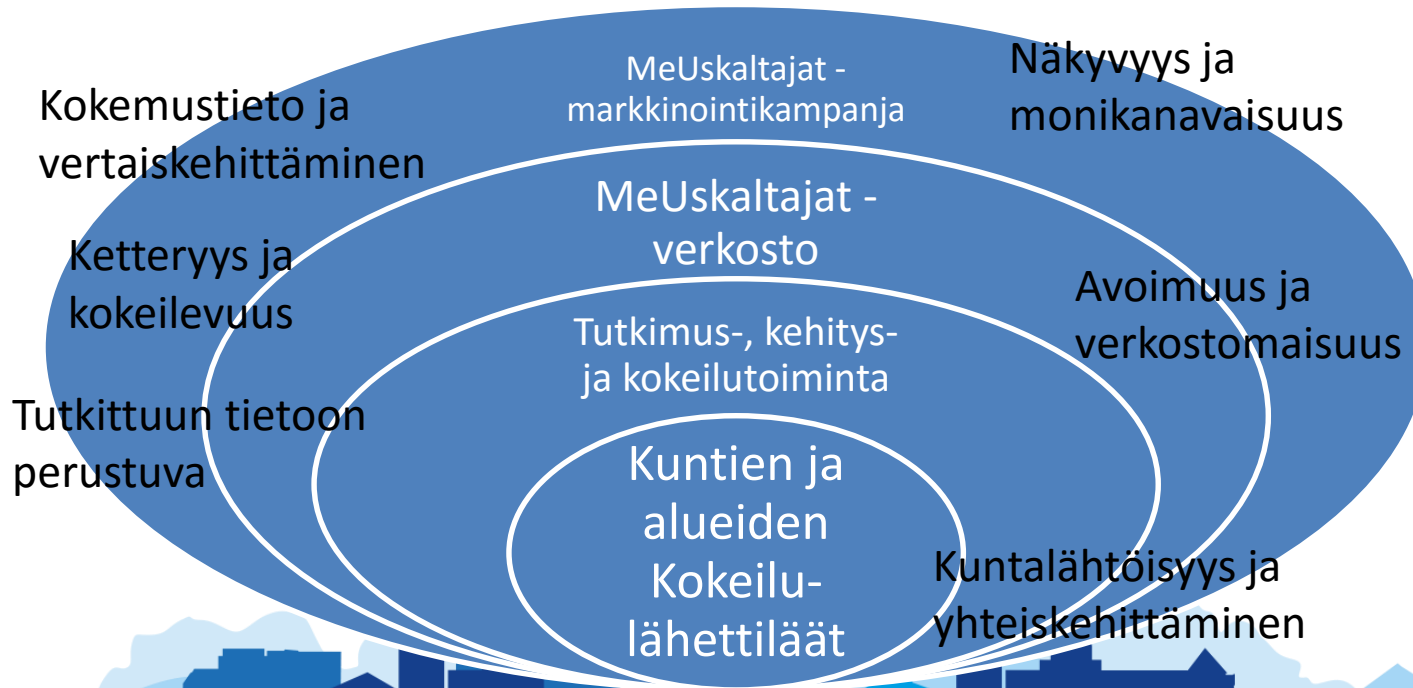 MeUskaltajat -
markkinointikampanja
Näkyvyys ja
monikanavaisuus
Kokemustieto ja
vertaiskehittäminen
MeUskaltajat -
verkosto
Ketteryys ja
kokeilevuus
Avoimuus ja
verkostomaisuus
Tutkimus-, kehitys-
ja kokeilutoiminta
Tutkittuun tietoon
perustuva
Kuntien ja
alueiden
Kokeilu-
lähettiläät
Kuntalähtöisyys ja
yhteiskehittäminen